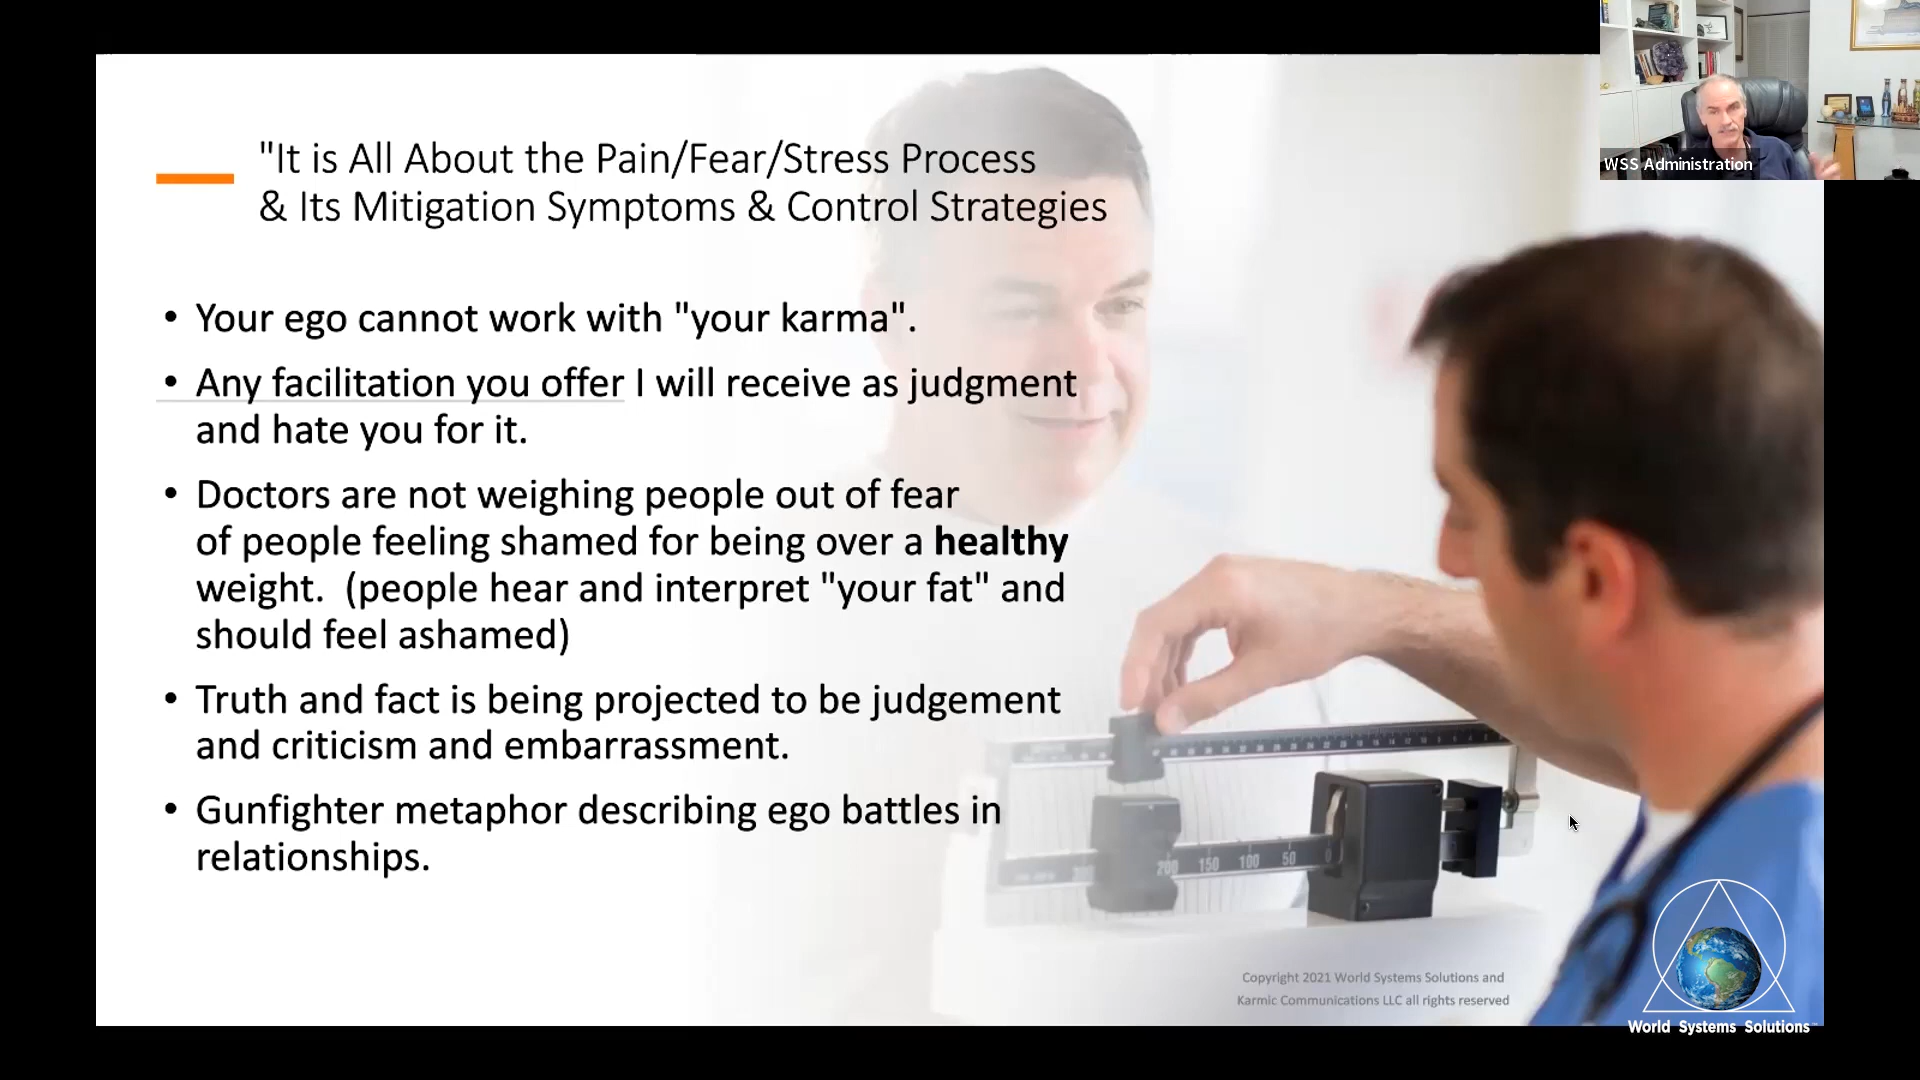 WSS Administration
"It is All About the Pain/Fear/Stress Process
& Its Mitigation Symptoms & Control Strategies
• Your ego cannot work with "your karma".
• Any facilitation you offer I will receive as judgment
and hate you for it.
• Doctors are not weighing people out of fear
of people feeling shamed for being over a healthy
weight.  (people hear and interpret "your fat" and
should feel ashamed)
• Truth and fact is being projected to be judgement
and criticism and embarrassment.
• Gunfighter metaphor describing ego battles in
relationships.
200 150 100 50 0
Copyright 2021 World Systems Solutions and
Karmic Communications LLC all rights reserved
World Systems Solutions